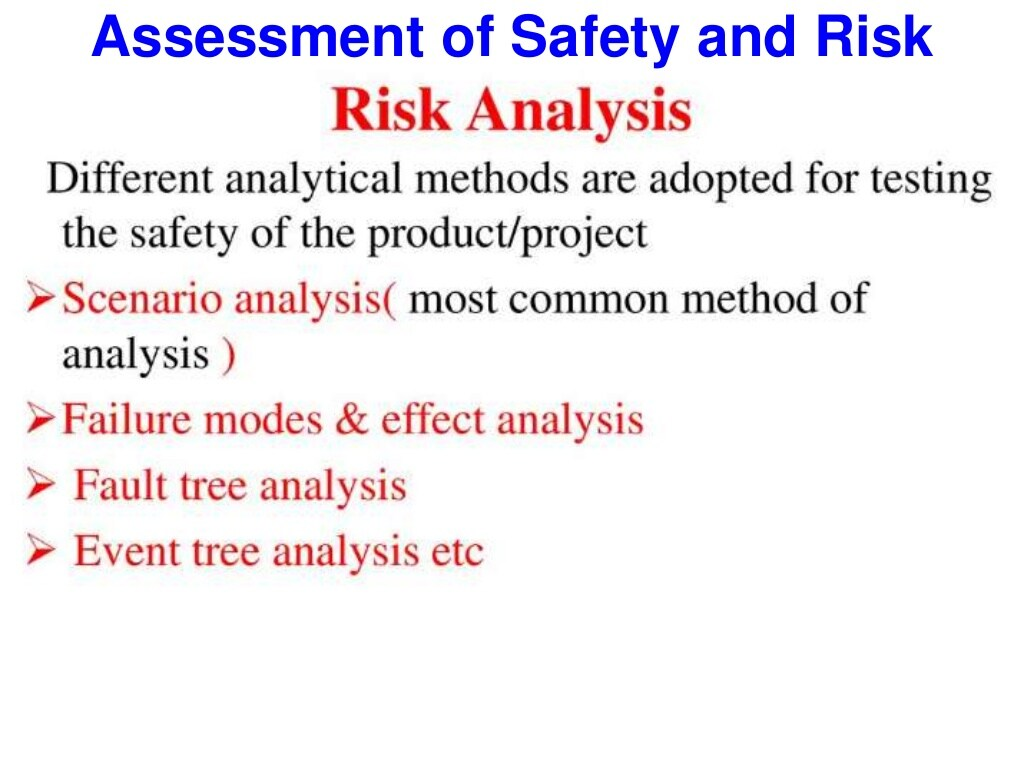 Assessment of Safety and Risk
Risk Analysis
Different analytical methods are adopted for testing
the safety of the product/project
➢Scenario analysis( most common method of
analysis )
➢Failure modes & effect analysis
➢ Fault tree analysis
➢ Event tree analysis etc